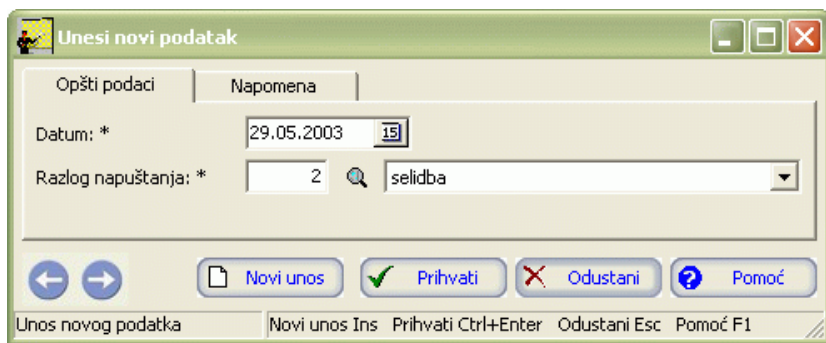 Unesi novi podatak
Opšti podaci Napomena
Datum: * 29.05.2003 15
Razlog napuštanja: * 2 selidba
Novi unos Prihvati Odustani ? Pomoć
Unos novog podatka Novi unos Ins Prihvati Ctrl+Enter Odustani Esc Pomoć F1